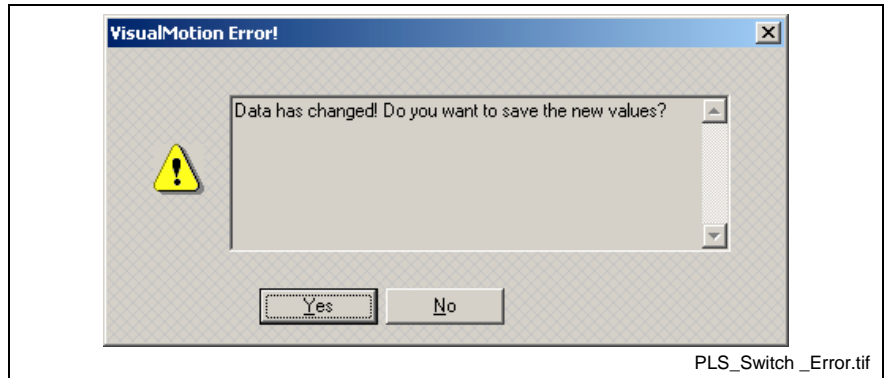 VisualMotion Error!
Data has changed! Do you want to save the new values?
Yes
No
PLS_Switch _Error.tif